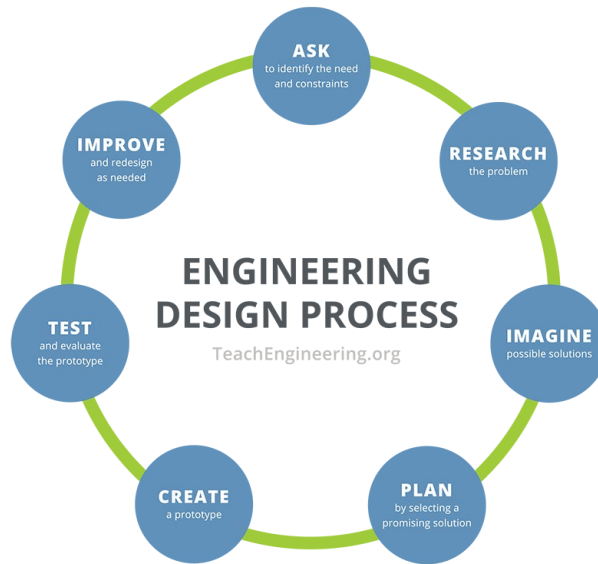 ASK
to identify the need
and constraints
RESEARCH
the problem
IMAGINE
possible solutions
PLAN
by selecting a
promising solution
CREATE
a prototype
TEST
and evaluate
the prototype
IMPROVE
and redesign
as needed
ENGINEERING
DESIGN PROCESS
TeachEngineering.org